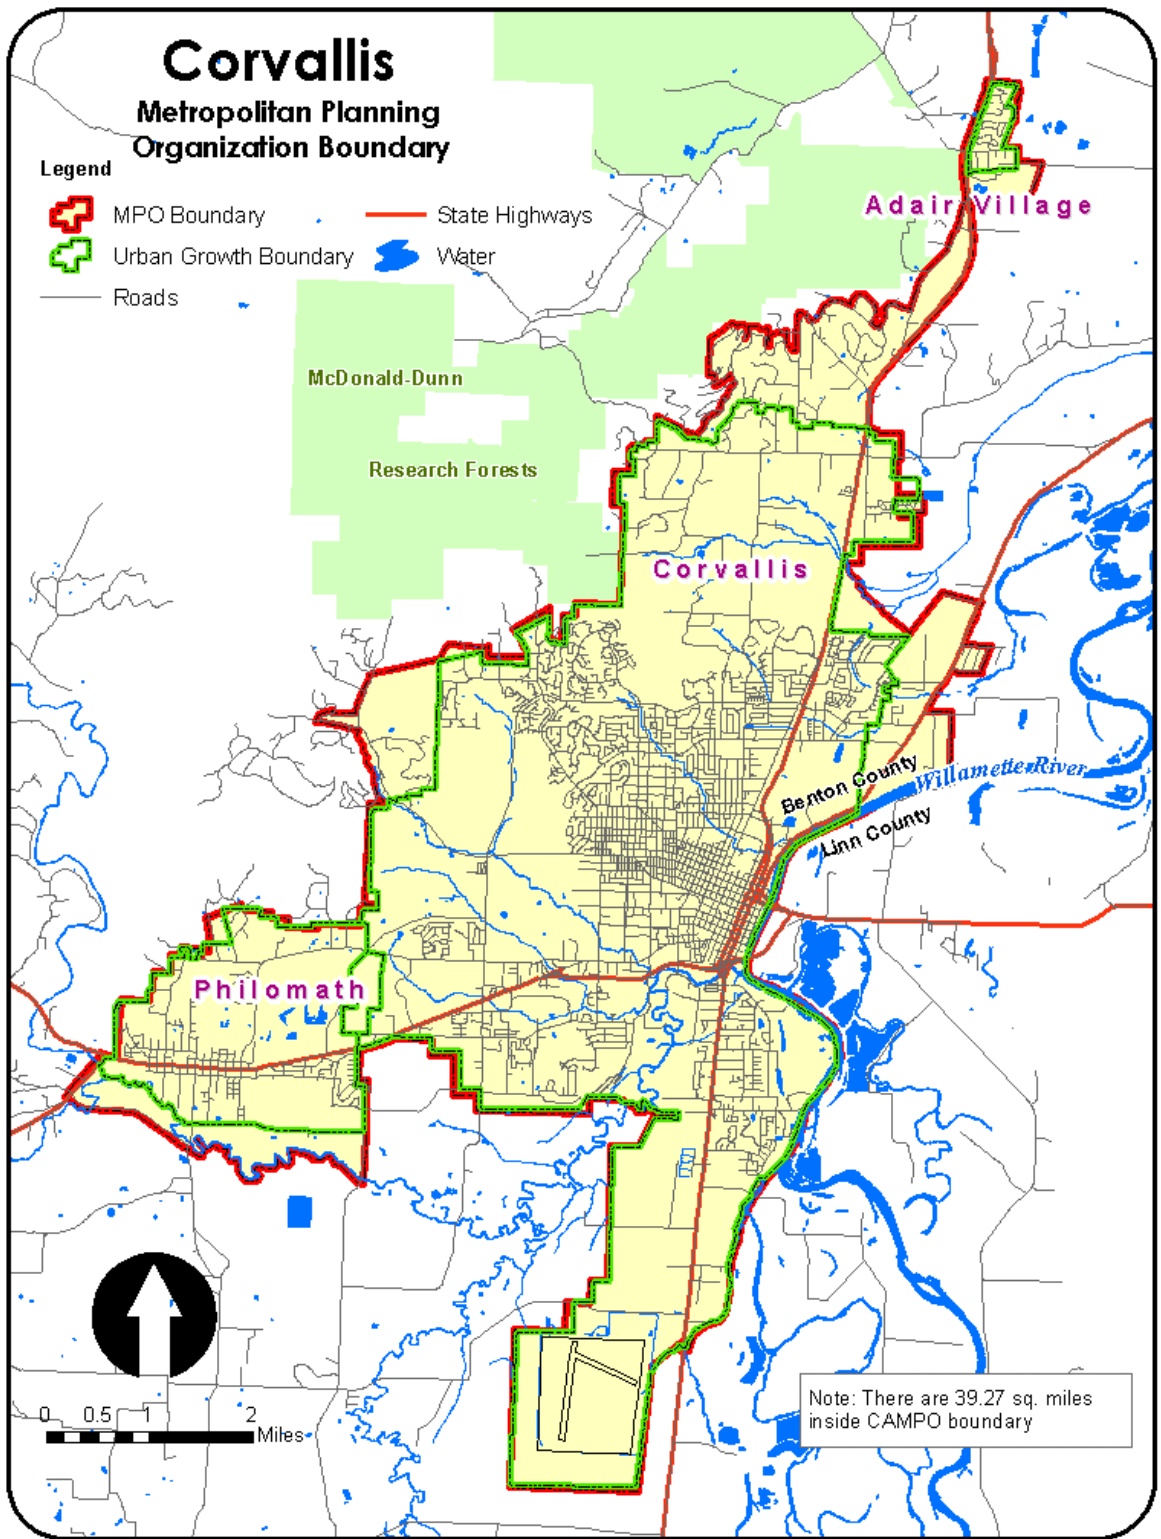 Corvallis
Metropolitan Planning
Organization Boundary
Legend
MPO Boundary
State Highways
Urban Growth Boundary
Water
Roads
Adair Village
McDonald-Dunn
Research Forests
Corvallis
Benton County
Willamette River
Linn County
Philomath
0 0.5 1 2
Miles
Note: There are 39.27 sq. miles
inside CAMPO boundary